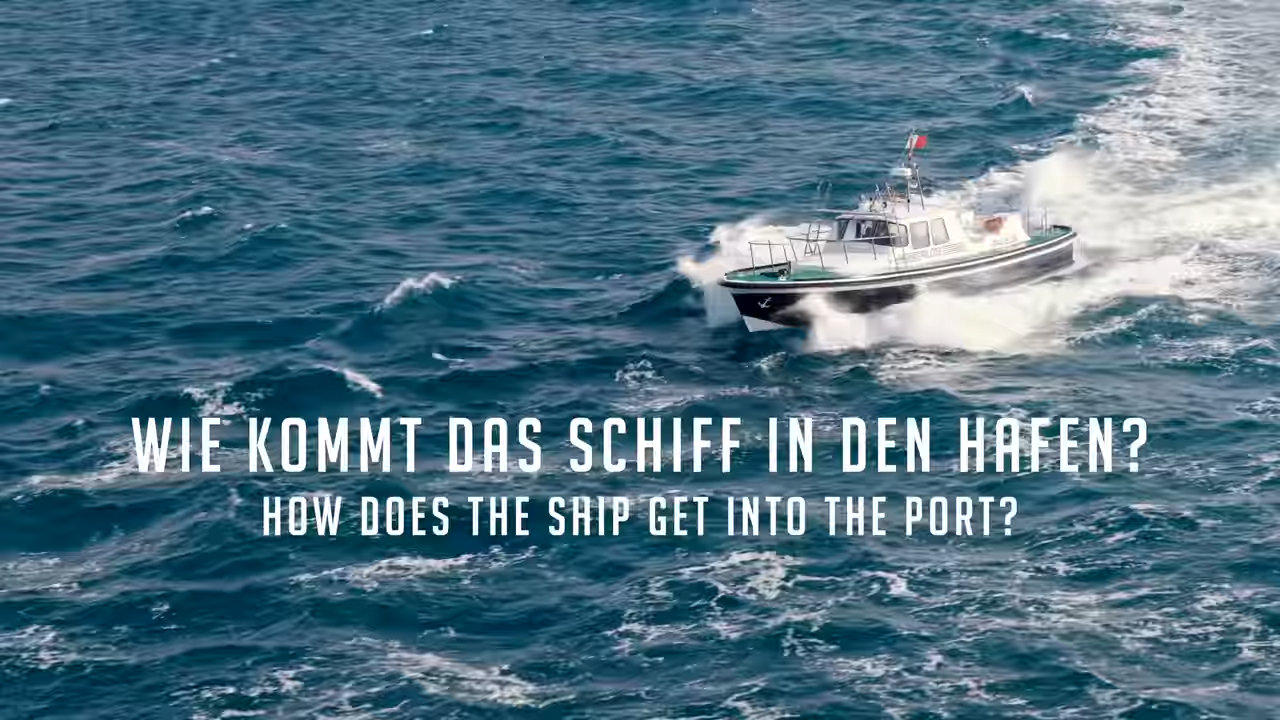 WIE KOMMT DAS SCHIFF IN DEN HAFEN?
HOW DOES THE SHIP GET INTO THE PORT?